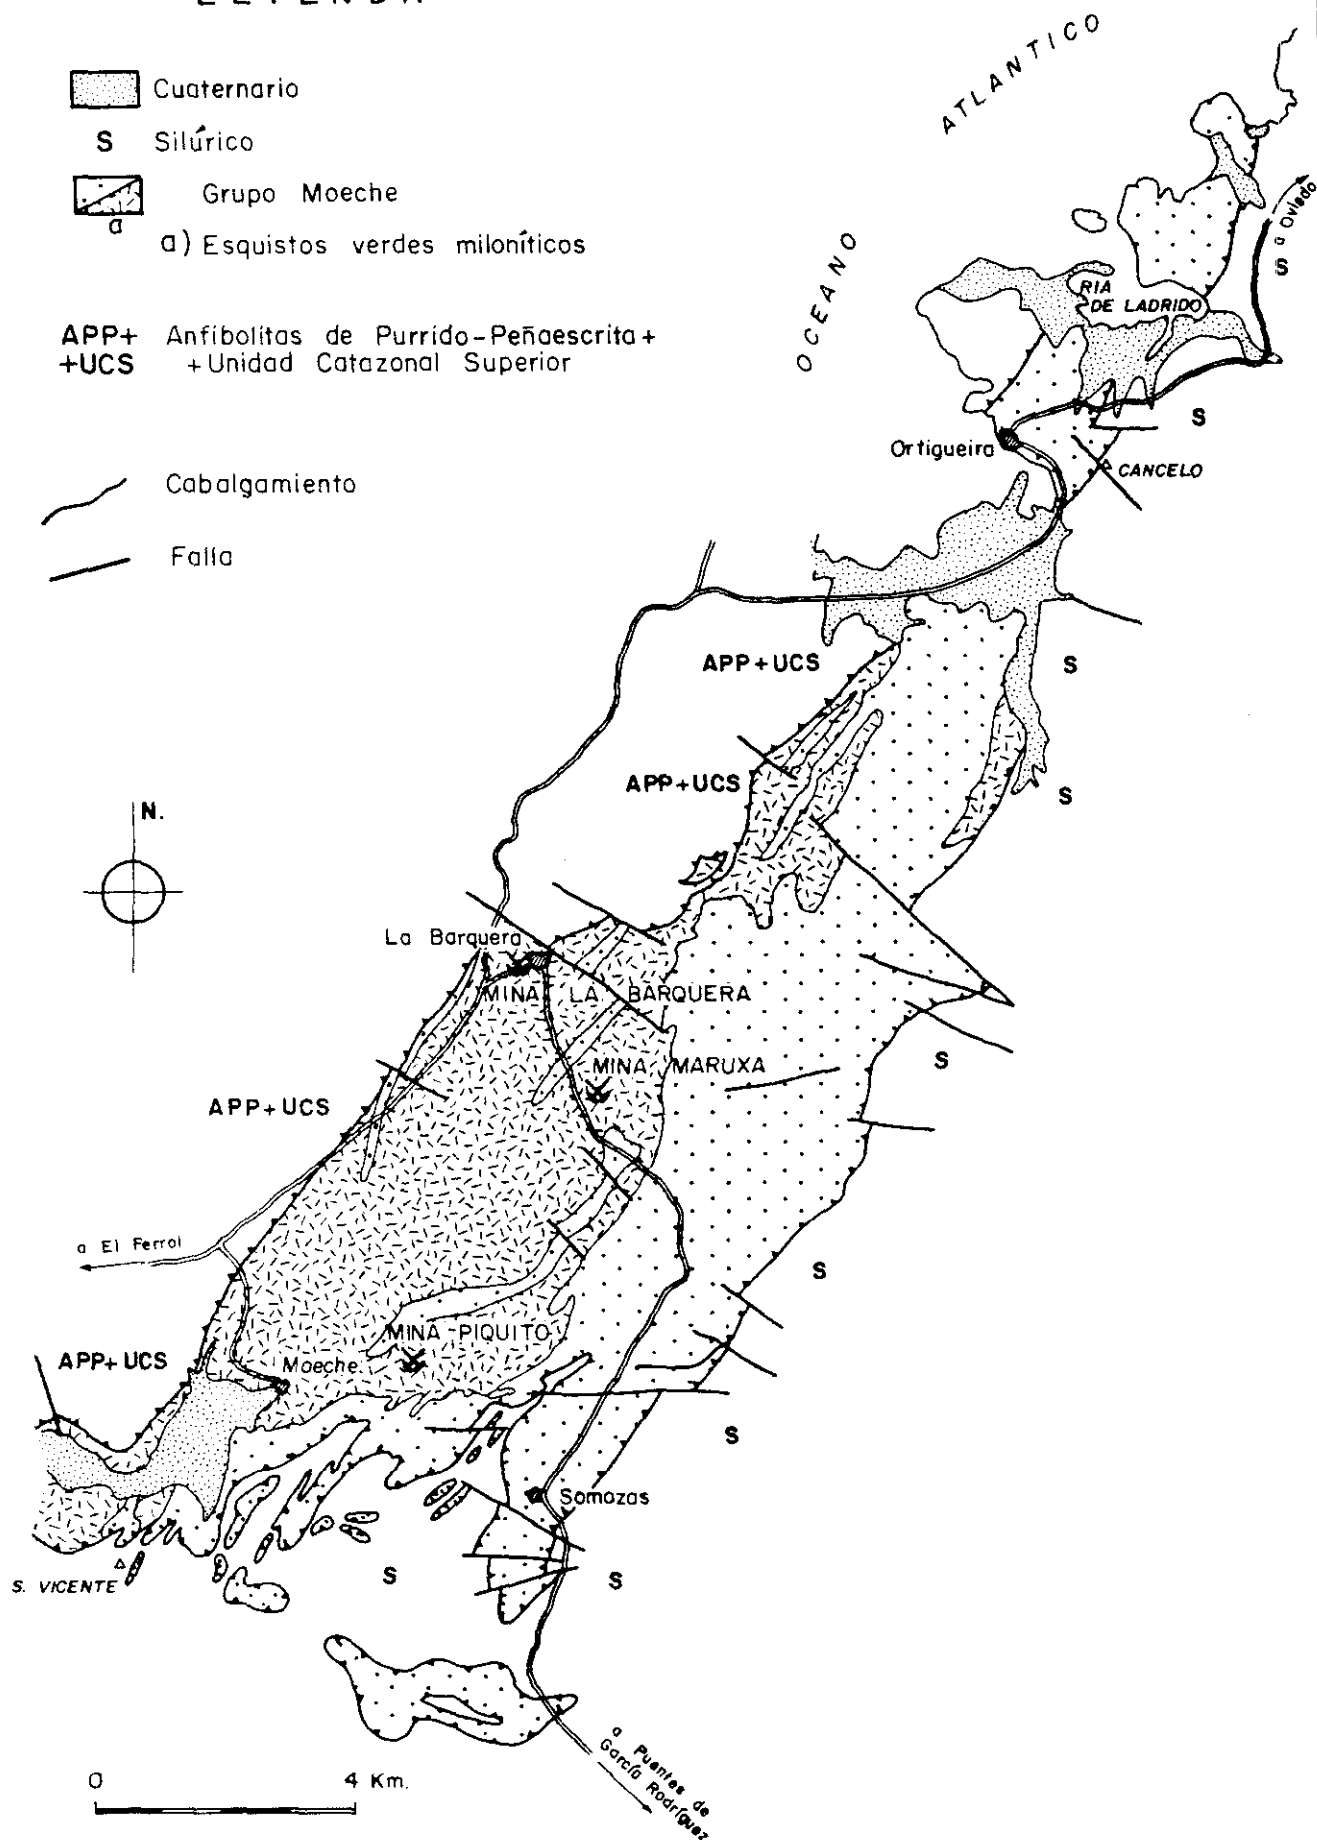 LEYENDA
Cuaternario
S Silúrico
Grupo Moeche
a
a) Esquistos verdes miloníticos
APP+ Anfibolitas de Purrido-Peñaescrita+
+UCS +Unidad Catazonal Superior
Cabalgamiento
Falla
ATLANTICO
OCEANO
a Oviedo
S
RIA
DE LADRIDO
S
Ortigueira
CANCELO
APP+UCS
S
APP+UCS
S
N.
La Barquera
MINA LA BARQUERA
MINA MARUXA
S
APP+UCS
a El Ferrol
S
MINA PIQUITO
APP+UCS
Moeche
S
Somozas
S. VICENTE
S
S
a Puentes de
García Rodríguez
0 4 Km.